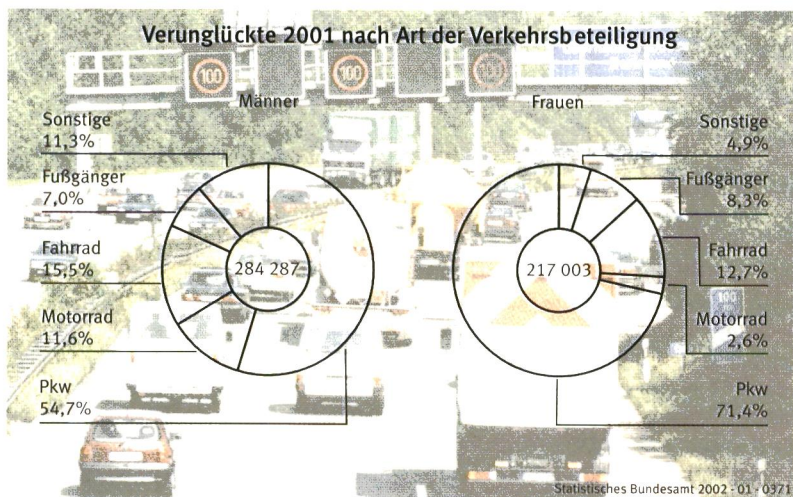 Verunglückte 2001 nach Art der Verkehrsbeteiligung
100
100
100
Männer
Frauen
Sonstige
11,3%
Fußgänger
7,0%
Fahrrad
15,5%
Motorrad
11,6%
Pkw
54,7%
284 287
Sonstige
4,9%
Fußgänger
8,3%
Fahrrad
12,7%
Motorrad
2,6%
Pkw
71,4%
217 003
100
Statistisches Bundesamt 2002 - 01 - 0371